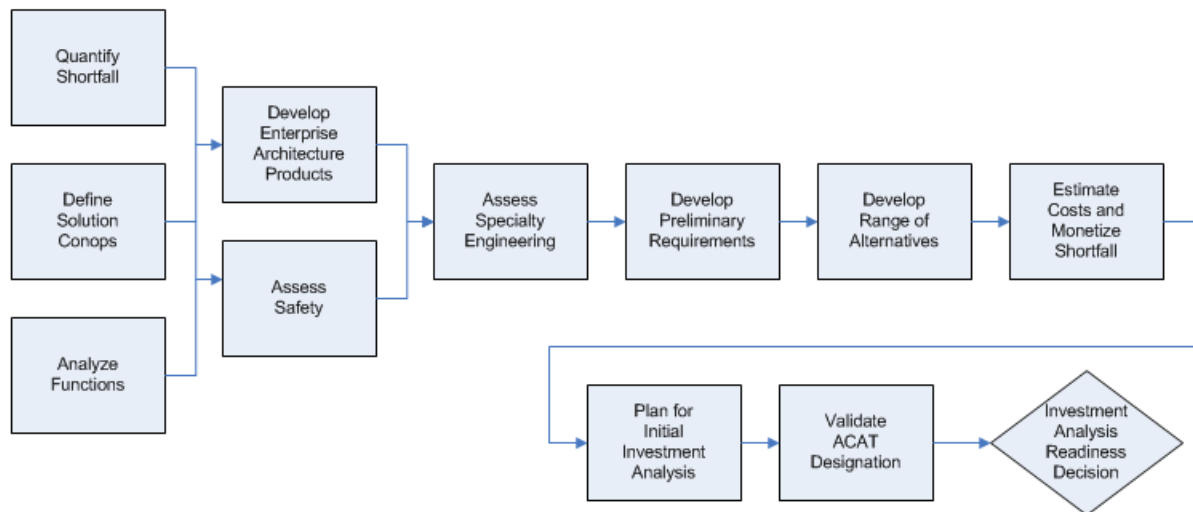 Quantify
Shortfall
Define
Solution
Conops
Analyze
Functions
Develop
Enterprise
Architecture
Products
Assess
Safety
Assess
Specialty
Engineering
Develop
Preliminary
Requirements
Develop
Range of
Alternatives
Estimate
Costs and
Monetize
Shortfall
Plan for
Initial
Investment
Analysis
Validate
ACAT
Designation
Investment
Analysis
Readiness
Decision